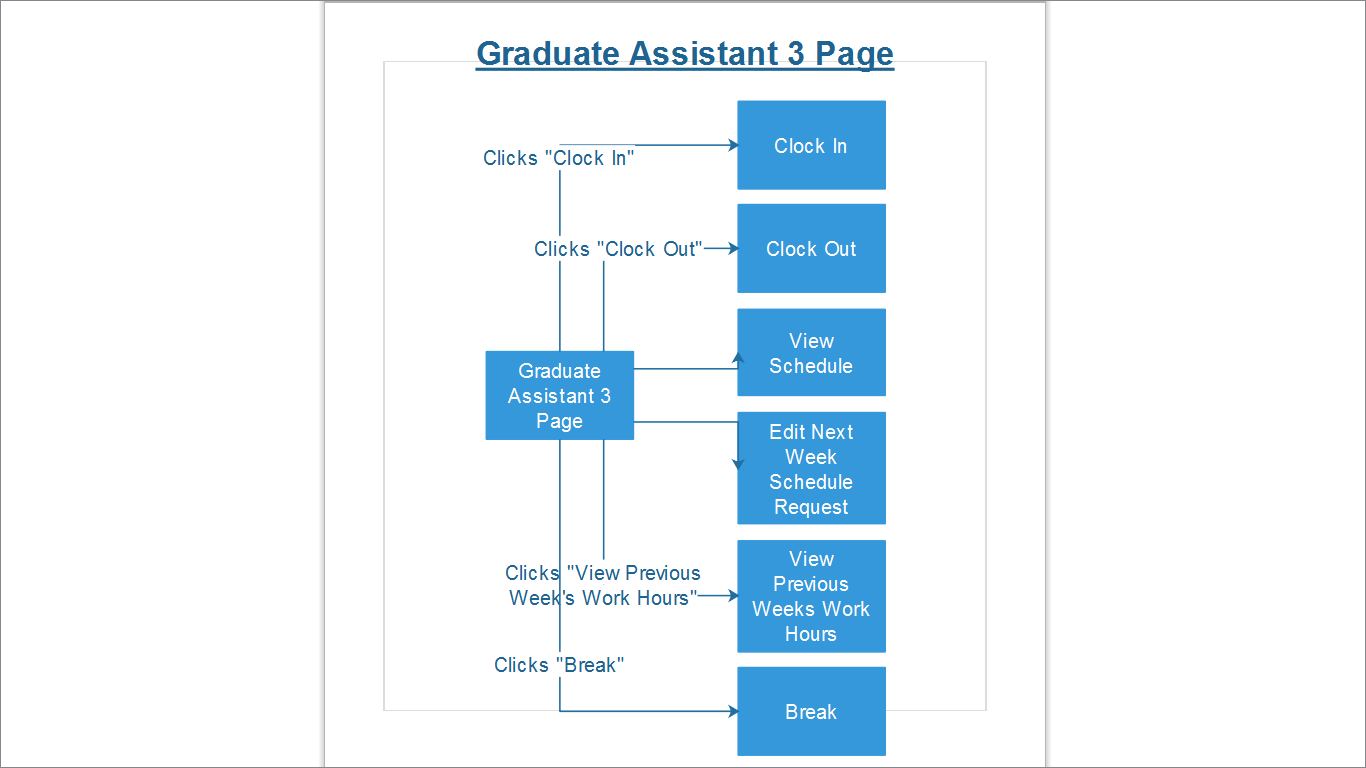 Graduate Assistant 3 Page
Clock In
Clicks "Clock In"
Clicks "Clock Out"
Clock Out
View
Schedule
Graduate
Assistant 3
Page
Edit Next
Week
Schedule
Request
Clicks "View Previous
Week's Work Hours"
View
Previous
Weeks Work
Hours
Clicks "Break"
Break